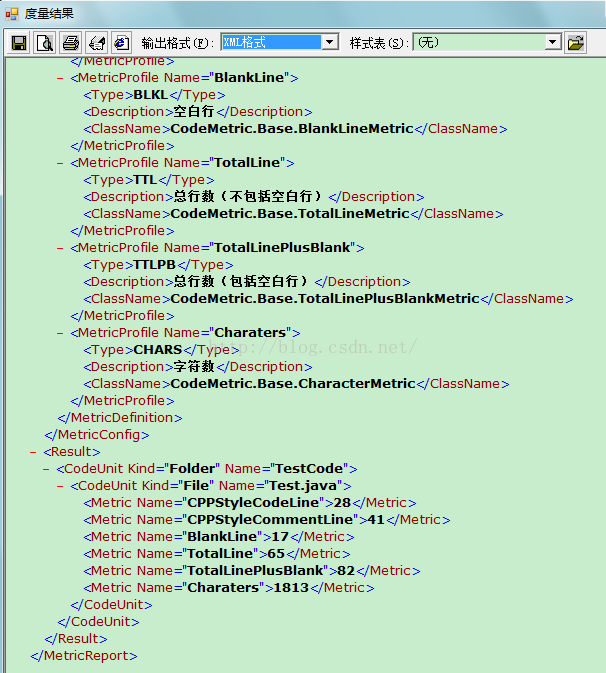 度量结果
输出格式(F): XML格式 样式表(S): (无)
</MetricProfile>
- <MetricProfile Name="BlankLine">
<Type>BLKL</Type>
<Description>空白行</Description>
<ClassName>CodeMetric.Base.BlankLineMetric</ClassName>
</MetricProfile>
- <MetricProfile Name="TotalLine">
<Type>TTL</Type>
<Description>总行数（不包括空白行）</Description>
<ClassName>CodeMetric.Base.TotalLineMetric</ClassName>
</MetricProfile>
- <MetricProfile Name="TotalLinePlusBlank">
<Type>TTLPB</Type>
<Description>总行数（包括空白行）</Description>
<ClassName>CodeMetric.Base.TotalLinePlusBlankMetric</ClassName>
</MetricProfile>
- <MetricProfile Name="Charaters">
http://blog.csdn.net/
<Type>CHARS</Type>
<Description>字符数</Description>
<ClassName>CodeMetric.Base.CharacterMetric</ClassName>
</MetricProfile>
</MetricDefinition>
</MetricConfig>
- <Result>
- <CodeUnit Kind="Folder" Name="TestCode">
- <CodeUnit Kind="File" Name="Test.java">
<Metric Name="CPPStyleCodeLine">28</Metric>
<Metric Name="CPPStyleCommentLine">41</Metric>
<Metric Name="BlankLine">17</Metric>
<Metric Name="TotalLine">65</Metric>
<Metric Name="TotalLinePlusBlank">82</Metric>
<Metric Name="Charaters">1813</Metric>
</CodeUnit>
</CodeUnit>
</Result>
</MetricReport>